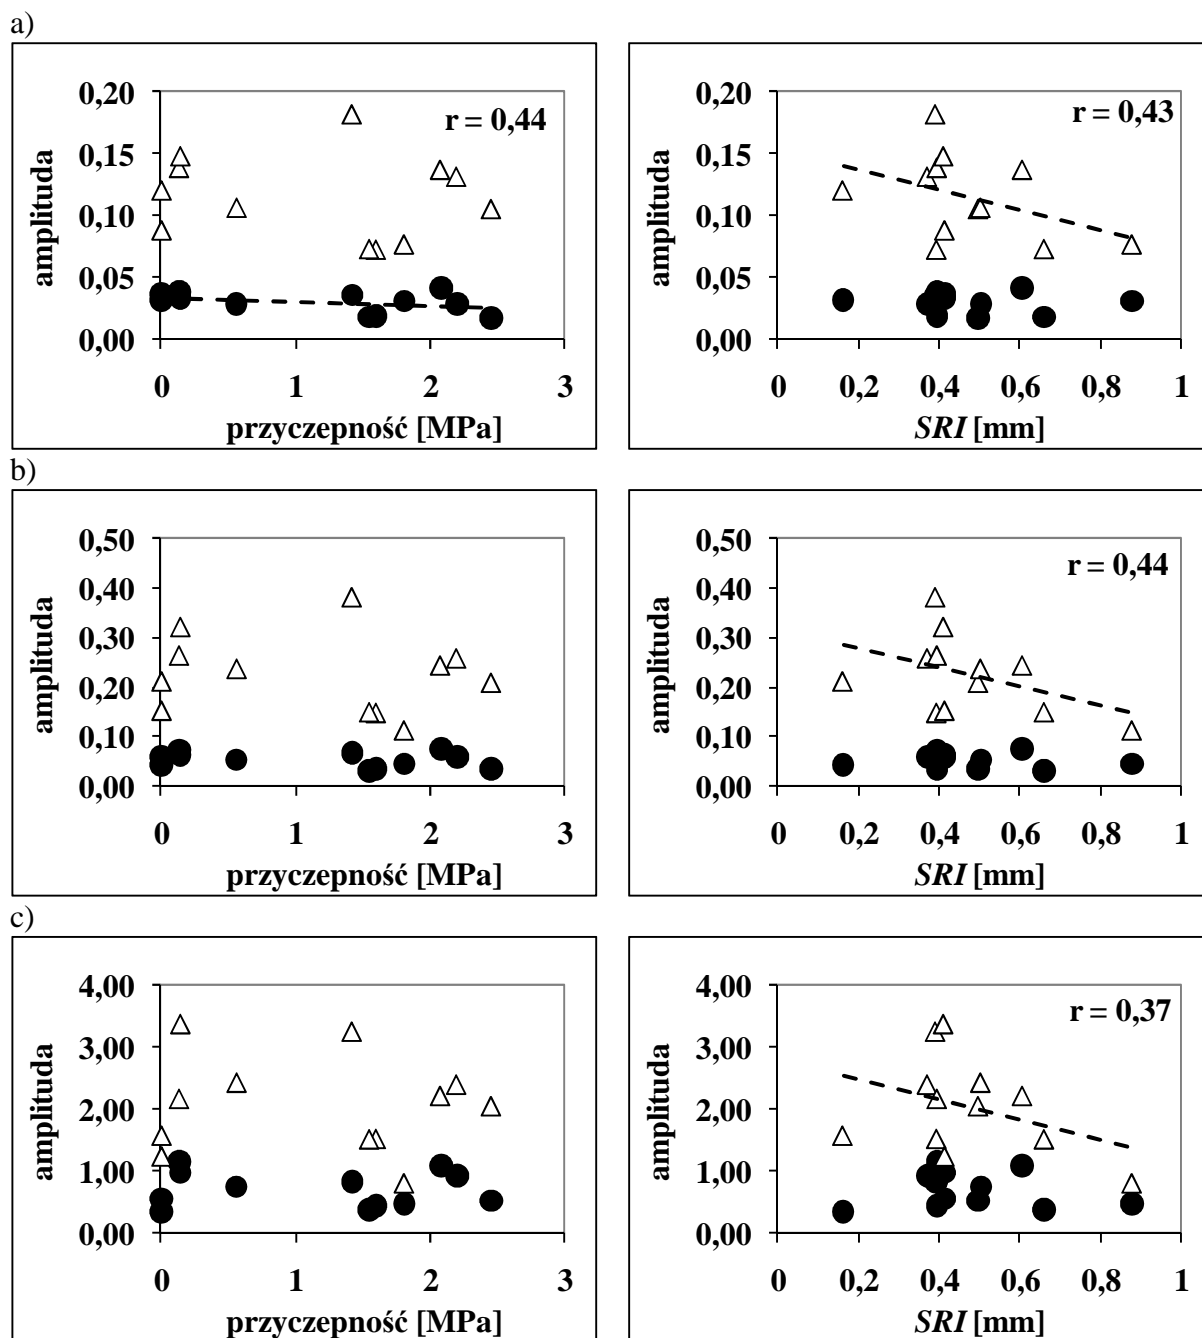 a)
0,20
0,15
0,10
0,05
0,00
amplituda
r = 0,44
0 1 2 3
przyczepność [MPa]
0,20
0,15
0,10
0,05
0,00
amplituda
r = 0,43
0 0,2 0,4 0,6 0,8 1
SRI [mm]
b)
0,50
0,40
0,30
0,20
0,10
0,00
amplituda
0 1 2 3
przyczepność [MPa]
0,50
0,40
0,30
0,20
0,10
0,00
amplituda
r = 0,44
0 0,2 0,4 0,6 0,8 1
SRI [mm]
c)
4,00
3,00
2,00
1,00
0,00
amplituda
0 1 2 3
przyczepność [MPa]
4,00
3,00
2,00
1,00
0,00
amplituda
r = 0,37
0 0,2 0,4 0,6 0,8 1
SRI [mm]